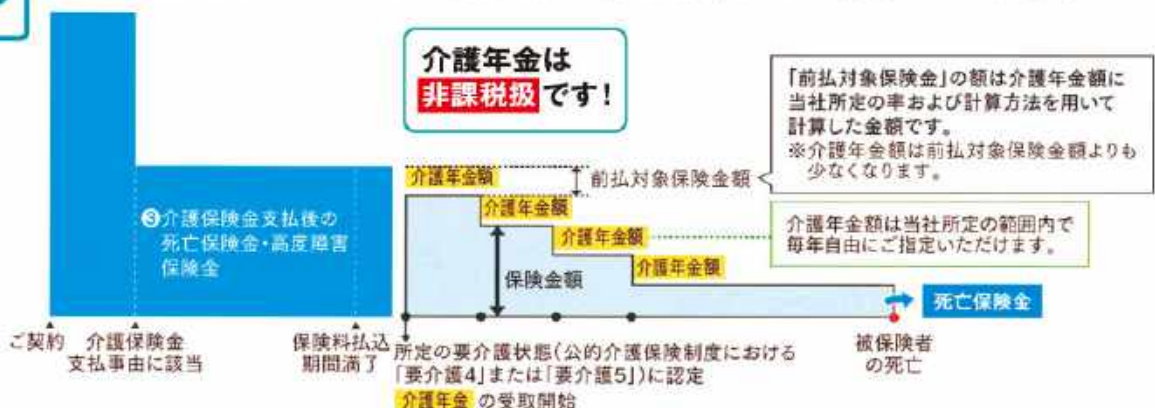 介護年金は
非課税扱です!
「前払対象保険金」の額は介護年金額に
当社所定の率および計算方法を用いて
計算した金額です。
※介護年金額は前払対象保険金額よりも
少なくなります。
介護年金額
前払対象保険金額
介護年金額
介護年金額
介護年金額
介護年金額は当社所定の範囲内で
毎年自由にご指定いただけます。
❸介護保険金支払後の
死亡保険金・高度障害
保険金
保険金額
死亡保険金
ご契約
介護保険金
支払事由に該当
保険料払込
期間満了
所定の要介護状態(公的介護保険制度における
「要介護4」または「要介護5」)に認定
介護年金 の受取開始
被保険者
の死亡